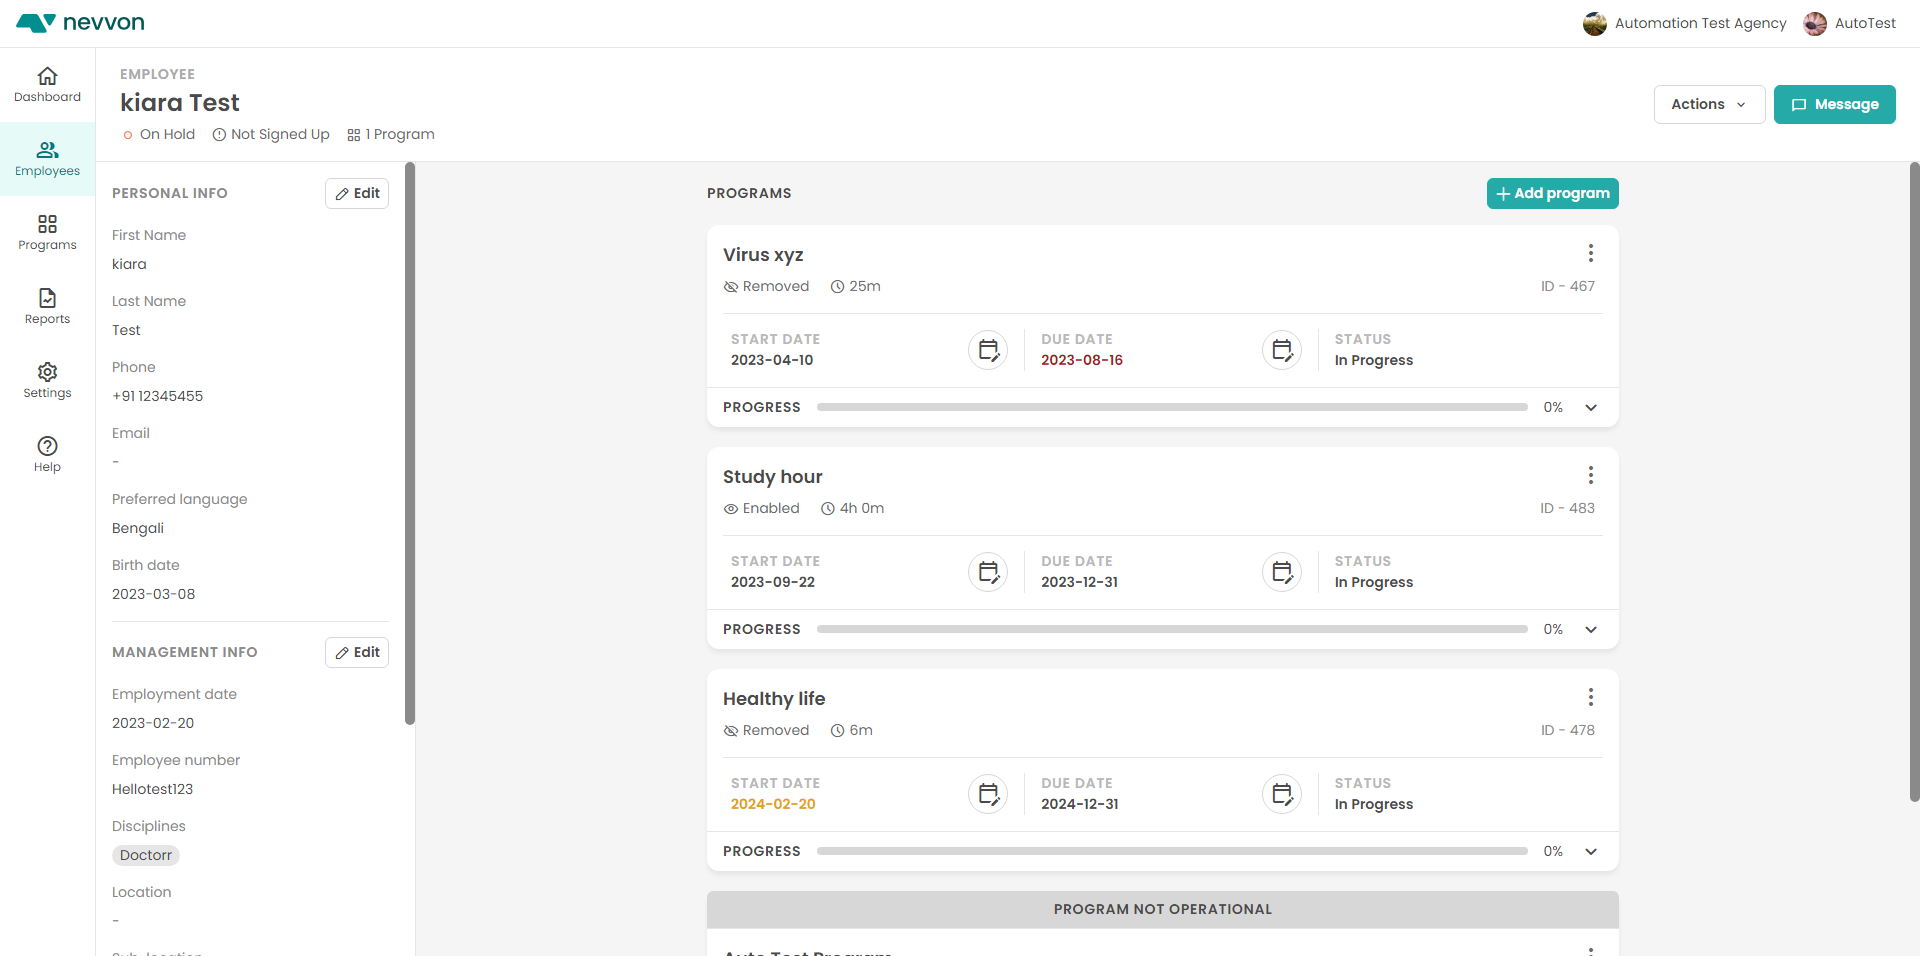 nevvon
Automation Test Agency
AutoTest
Dashboard
Employees
Programs
Reports
Settings
Help
EMPLOYEE
kiara Test
On Hold
Not Signed Up
1 Program
Actions
Message
PERSONAL INFO
Edit
First Name
kiara
Last Name
Test
Phone
+91 12345455
Email
-
Preferred language
Bengali
Birth date
2023-03-08
MANAGEMENT INFO
Edit
Employment date
2023-02-20
Employee number
Hellotest123
Disciplines
Doctorr
Location
-
Sub-location
PROGRAMS
Add program
Virus xyz
Removed
25m
ID - 467
START DATE
2023-04-10
DUE DATE
2023-08-16
STATUS
In Progress
PROGRESS
0%
Study hour
Enabled
4h 0m
ID - 483
START DATE
2023-09-22
DUE DATE
2023-12-31
STATUS
In Progress
PROGRESS
0%
Healthy life
Removed
6m
ID - 478
START DATE
2024-02-20
DUE DATE
2024-12-31
STATUS
In Progress
PROGRESS
0%
PROGRAM NOT OPERATIONAL
Auto Test Program